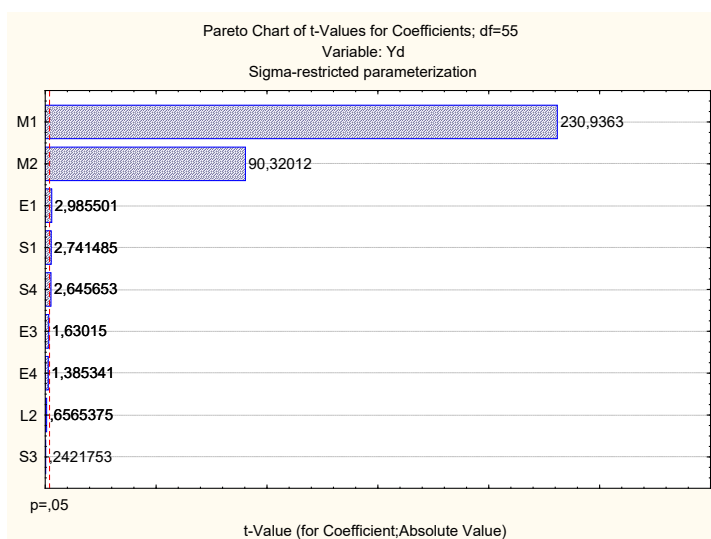 Pareto Chart of t-Values for Coefficients; df=55
Variable: Yd
Sigma-restricted parameterization
M1 230,9363
M2 90,32012
E1 2,985501
S1 2,741485
S4 2,645653
E3 1,63015
E4 1,385341
L2 ,6565375
S3 ,2421753
p=,05
t-Value (for Coefficient;Absolute Value)